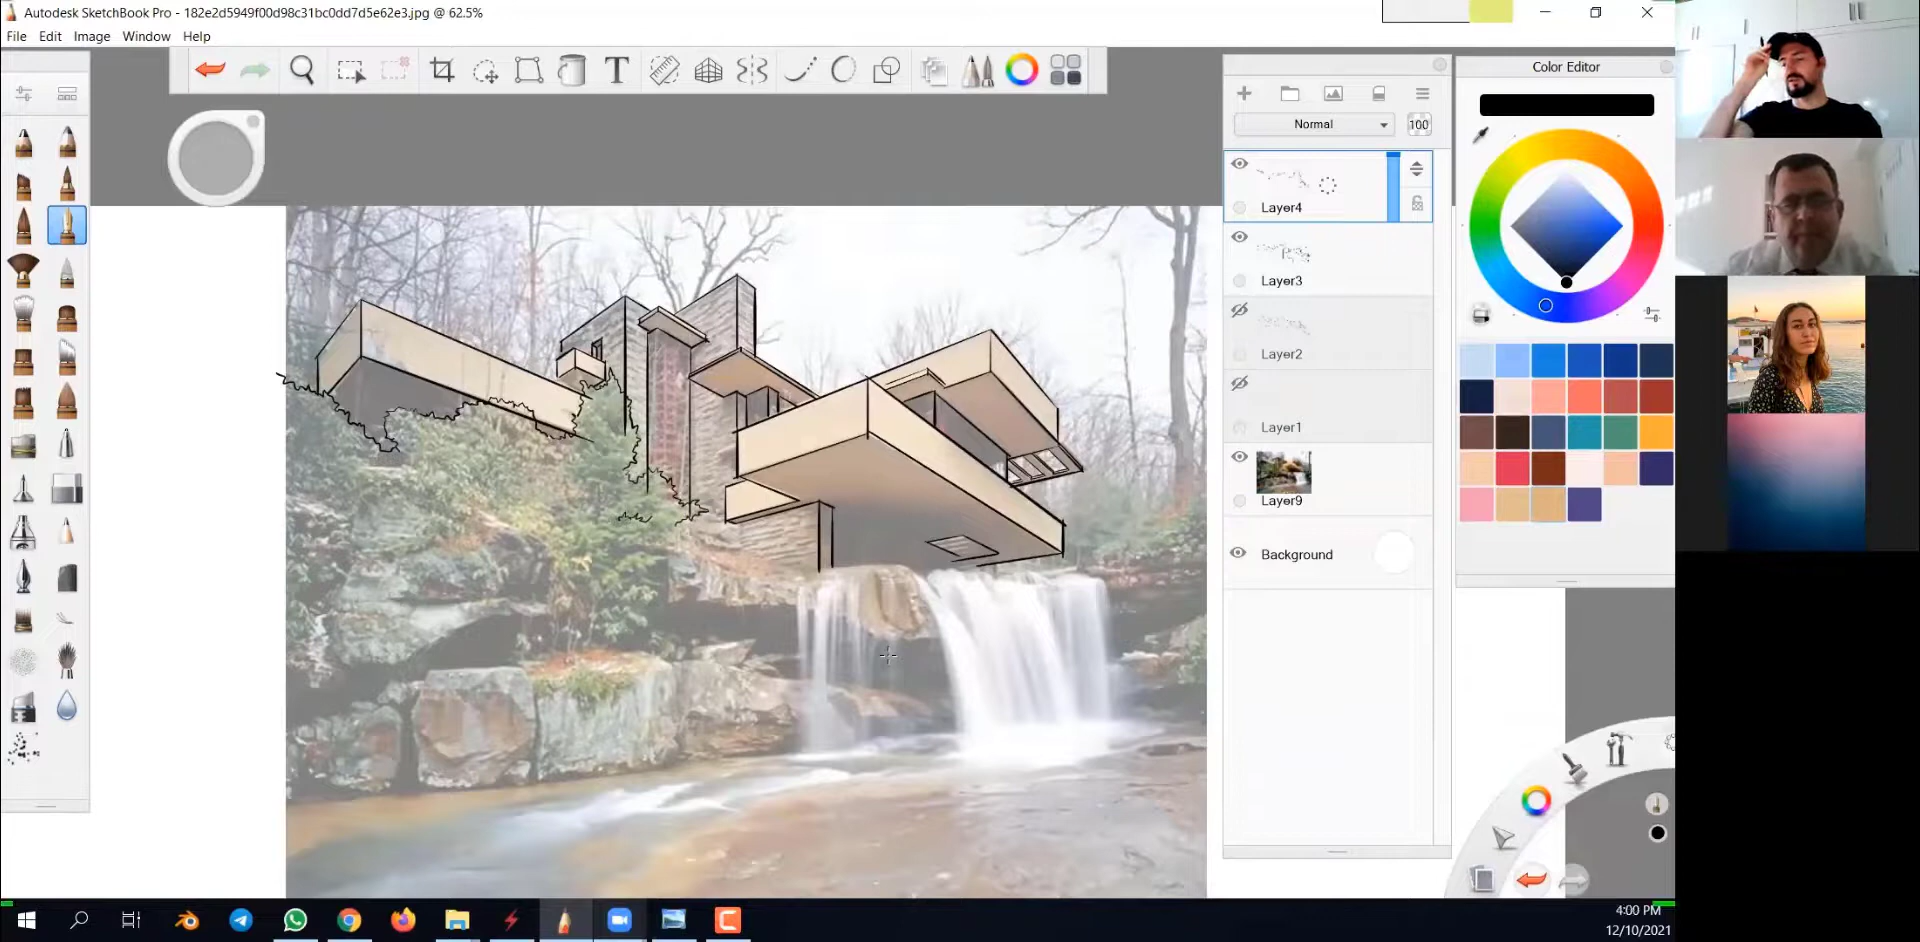 Autodesk SketchBook Pro - 182e2d5949f00d98c31bc0dd7d5e62e3.jpg @ 62.5%
File Edit Image Window Help
T
Color Editor
Normal 100
Layer4
Layer3
Layer2
Layer1
Layer9
Background
4:00 PM
12/10/2021